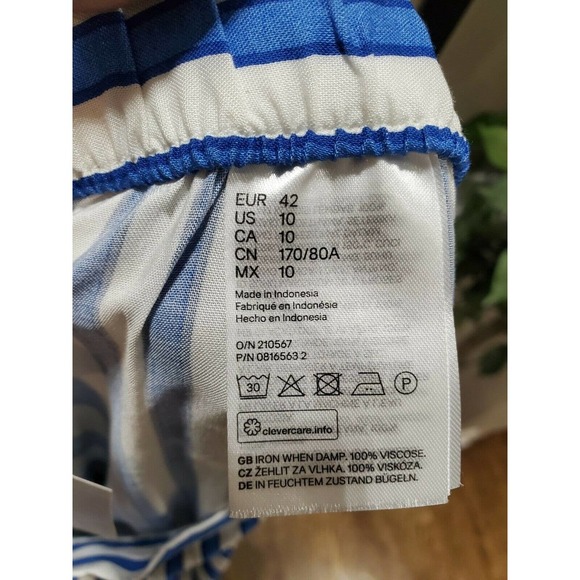 EUR 42
US 10
CA 10
CN 170/80A
MX 10
Made in Indonesia
Fabriqué en Indonésie
Hecho en Indonesia
O/N 210567
P/N 0816563 2
30 P
clevercare.info
GB IRON WHEN DAMP. 100% VISCOSE.
CZ ŽEHLIT ZA VLHKA. 100% VISKÓZA.
DE IN FEUCHTEM ZUSTAND BÜGELN.